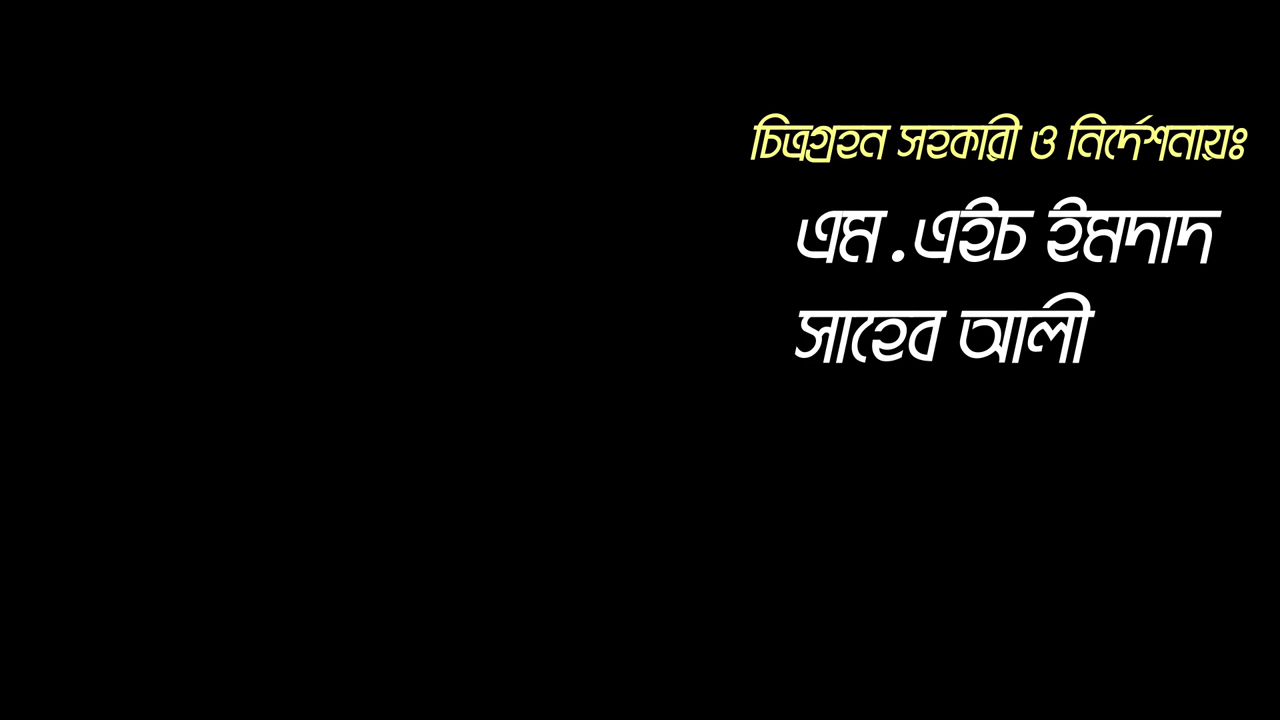 চিত্রগ্রহন সহকারী ও নির্দেশনায়ঃ
এম .এইচ ইমদাদ
সাহেব আলী